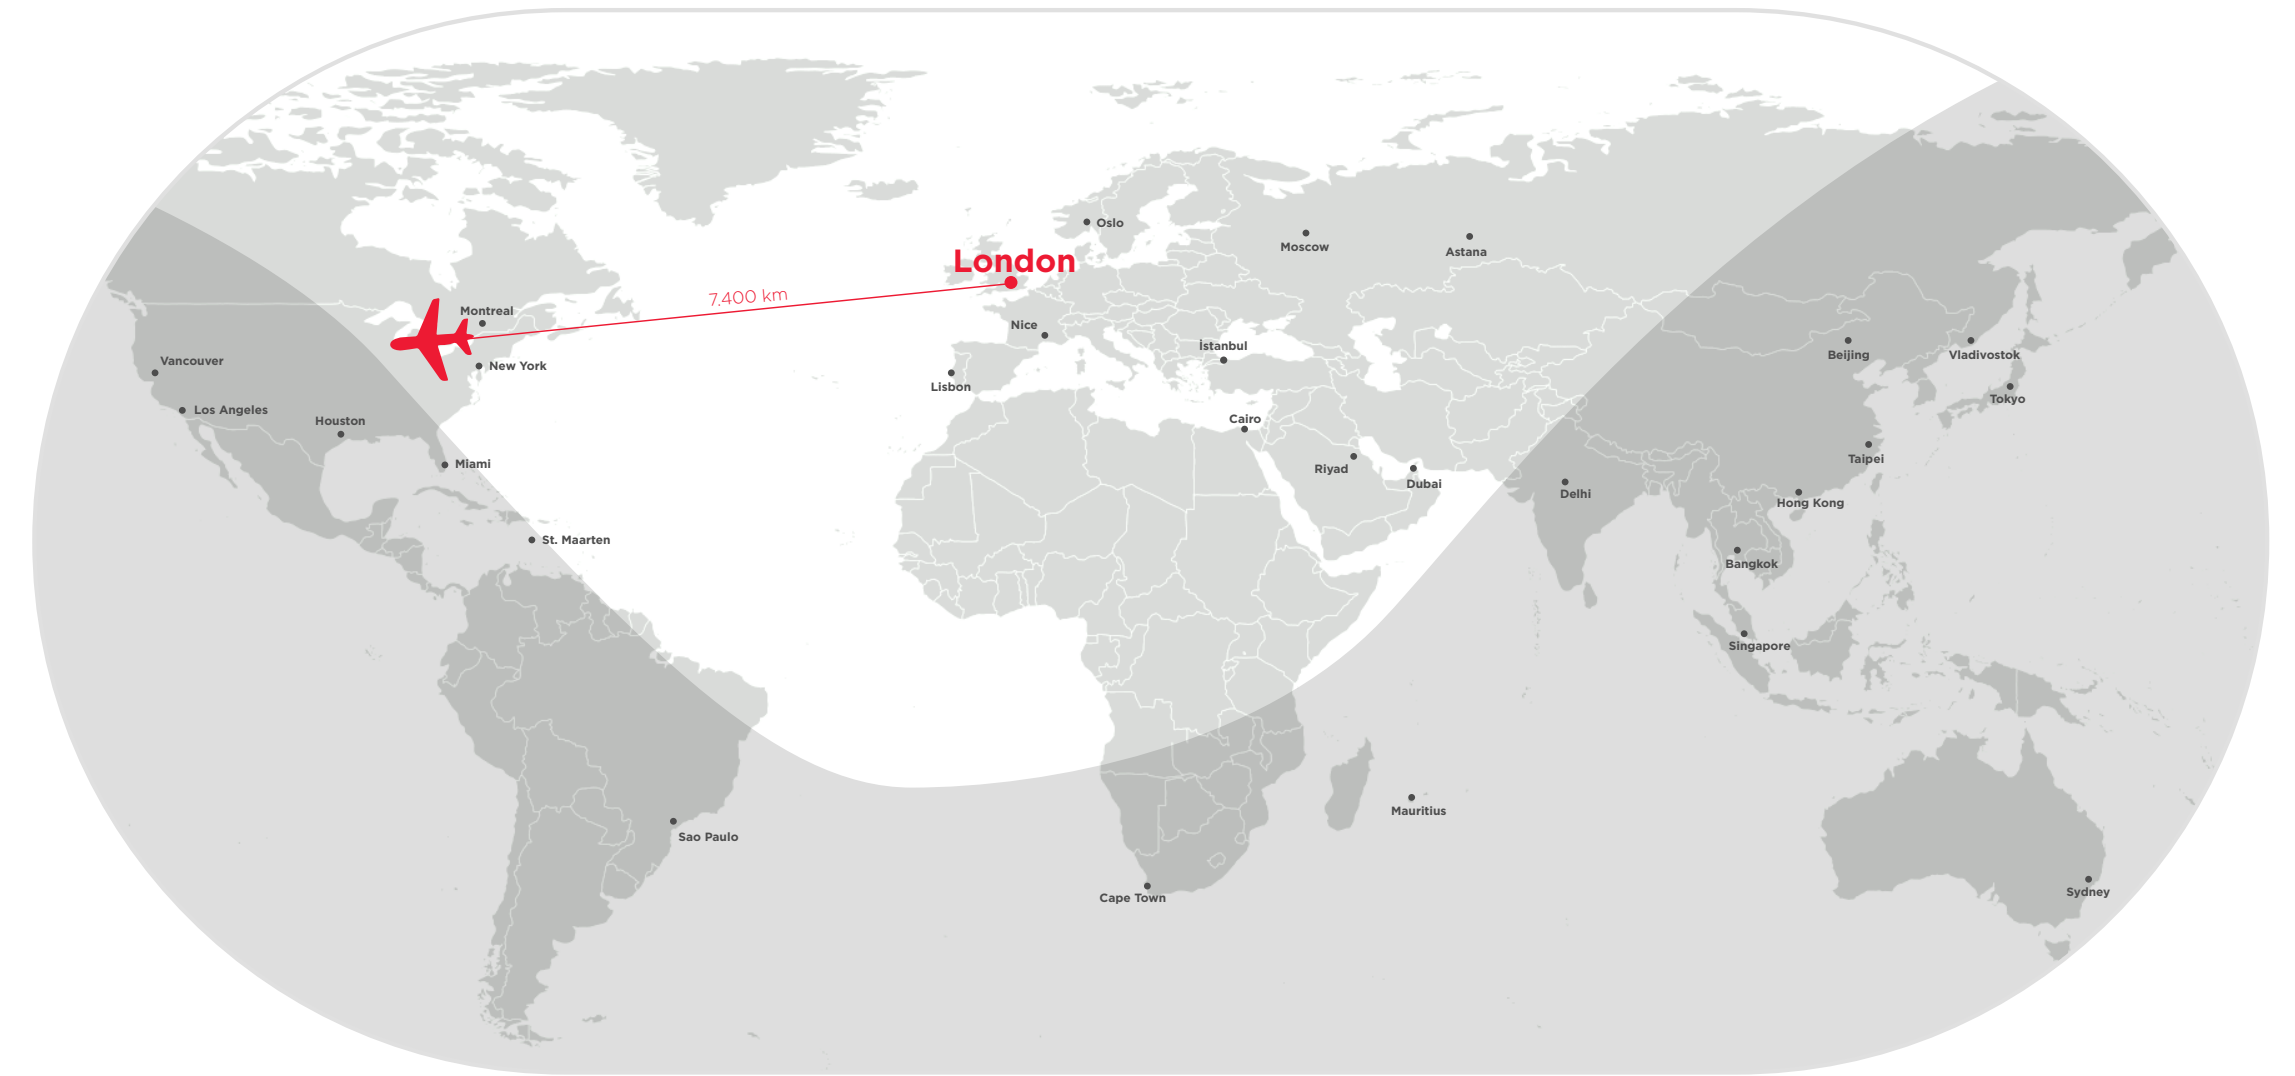 Oslo
Moscow
Astana
London
7.400 km
Montreal
Nice
İstanbul
Vancouver
New York
Lisbon
Beijing
Vladivostok
Tokyo
Los Angeles
Houston
Cairo
Miami
Riyad
Dubai
Taipei
Delhi
Hong Kong
St. Maarten
Bangkok
Singapore
Mauritius
Sao Paulo
Cape Town
Sydney